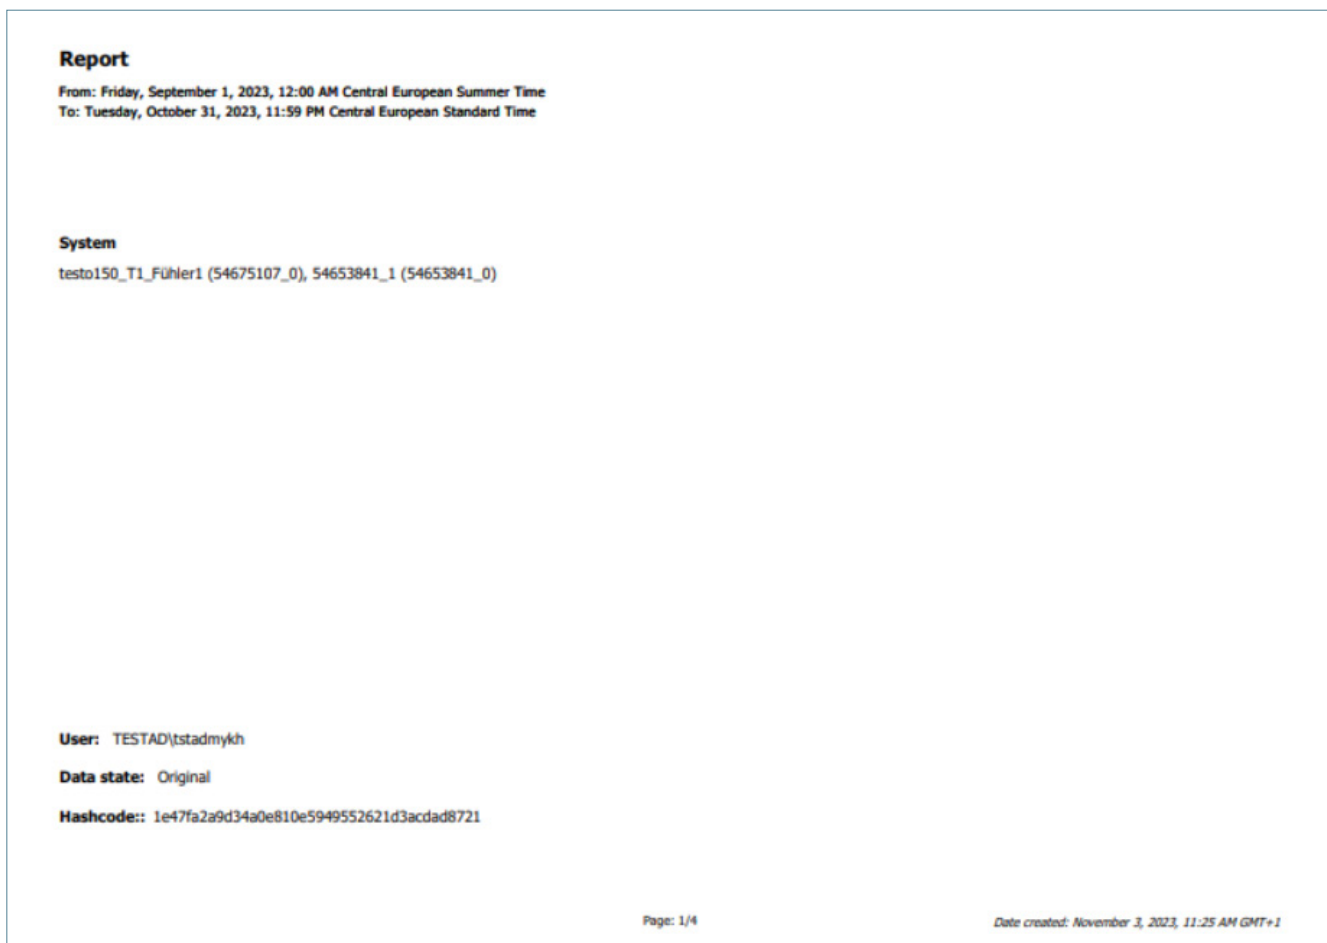 Report
From: Friday, September 1, 2023, 12:00 AM Central European Summer Time
To: Tuesday, October 31, 2023, 11:59 PM Central European Standard Time
System
testo150_T1_Fühler1 (54675107_0), 54653841_1 (54653841_0)
User: TESTAD\tstadmykh
Data state: Original
Hashcode:: 1e47fa2a9d34a0e810e5949552621d3acdad8721
Page: 1/4
Date created: November 3, 2023, 11:25 AM GMT+1